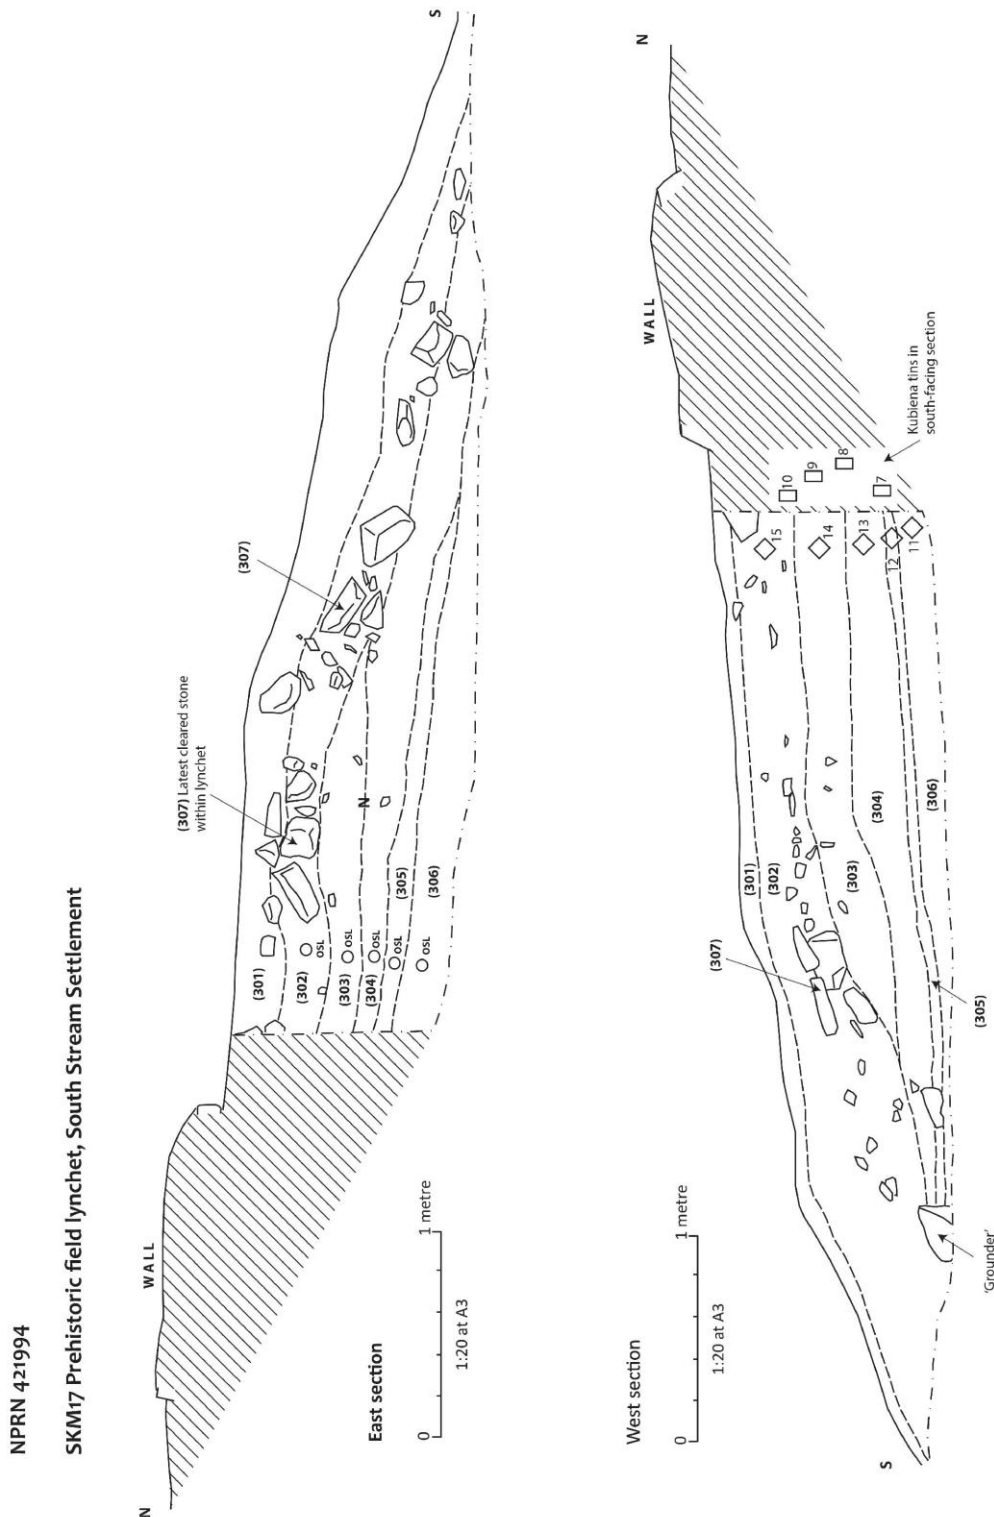 NPRN 421994
SKM17 Prehistoric field lynchet, South Stream Settlement
N
WALL
(301)
(302)
(303)
(304)
(305)
(306)
OSL
OSL
OSL
OSL
OSL
N
(307) Latest cleared stone
within lynchet
(307)
S
East section
0
1 metre
1:20 at A3
S
'Grounder'
(305)
(307)
(301)
(302)
(303)
(304)
(306)
15
14
13
12
11
10
9
8
7
Kubiena tins in
south-facing section
WALL
N
West section
0
1 metre
1:20 at A3